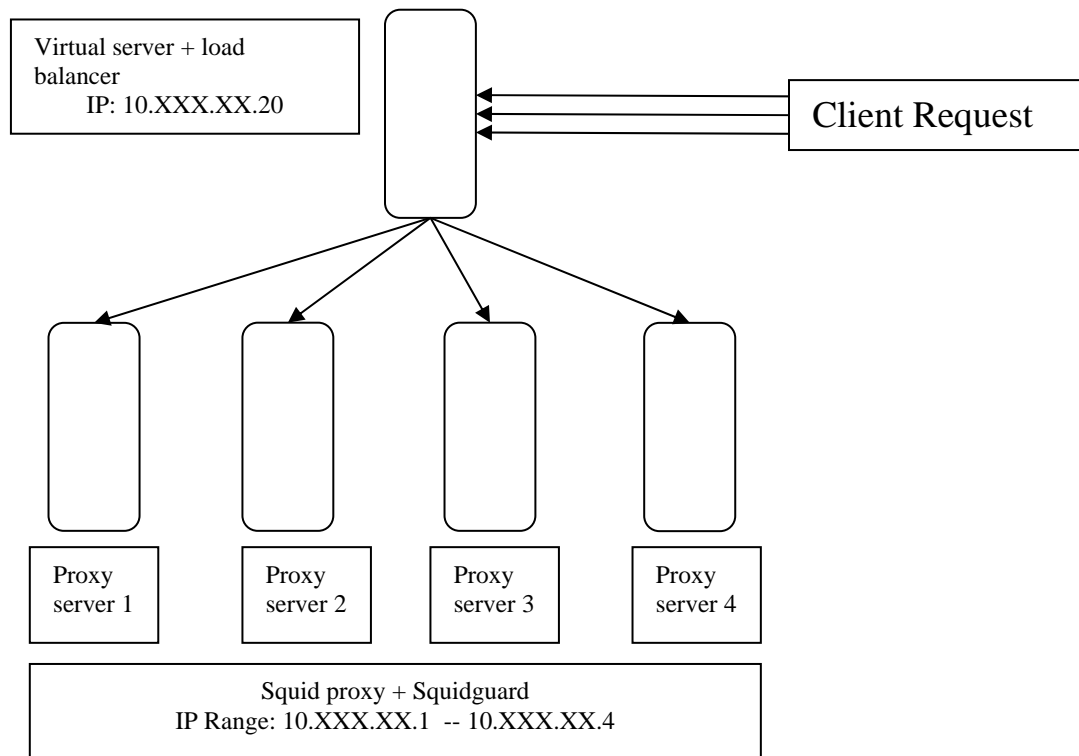 Virtual server + load
balancer
IP: 10.XXX.XX.20
Client Request
Proxy
server 1
Proxy
server 2
Proxy
server 3
Proxy
server 4
Squid proxy + Squidguard
IP Range: 10.XXX.XX.1 -- 10.XXX.XX.4